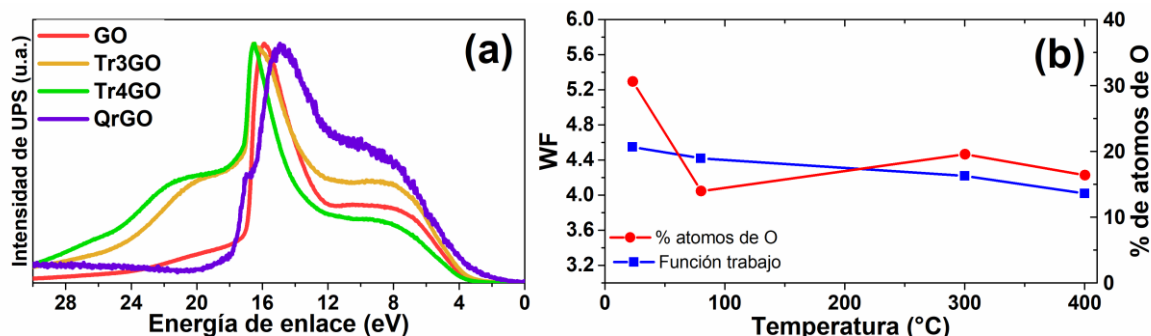 (a)
GO
Tr3GO
Tr4GO
QrGO
Intensidad de UPS (u.a.)
28 24 20 16 12 8 4 0
Energía de enlace (eV)
(b)
6.0
5.6
5.2
4.8
4.4
4.0
3.6
3.2
WF
40
30
20
10
0
% de atomos de O
% atomos de O
Función trabajo
0 100 200 300 400
Temperatura (°C)